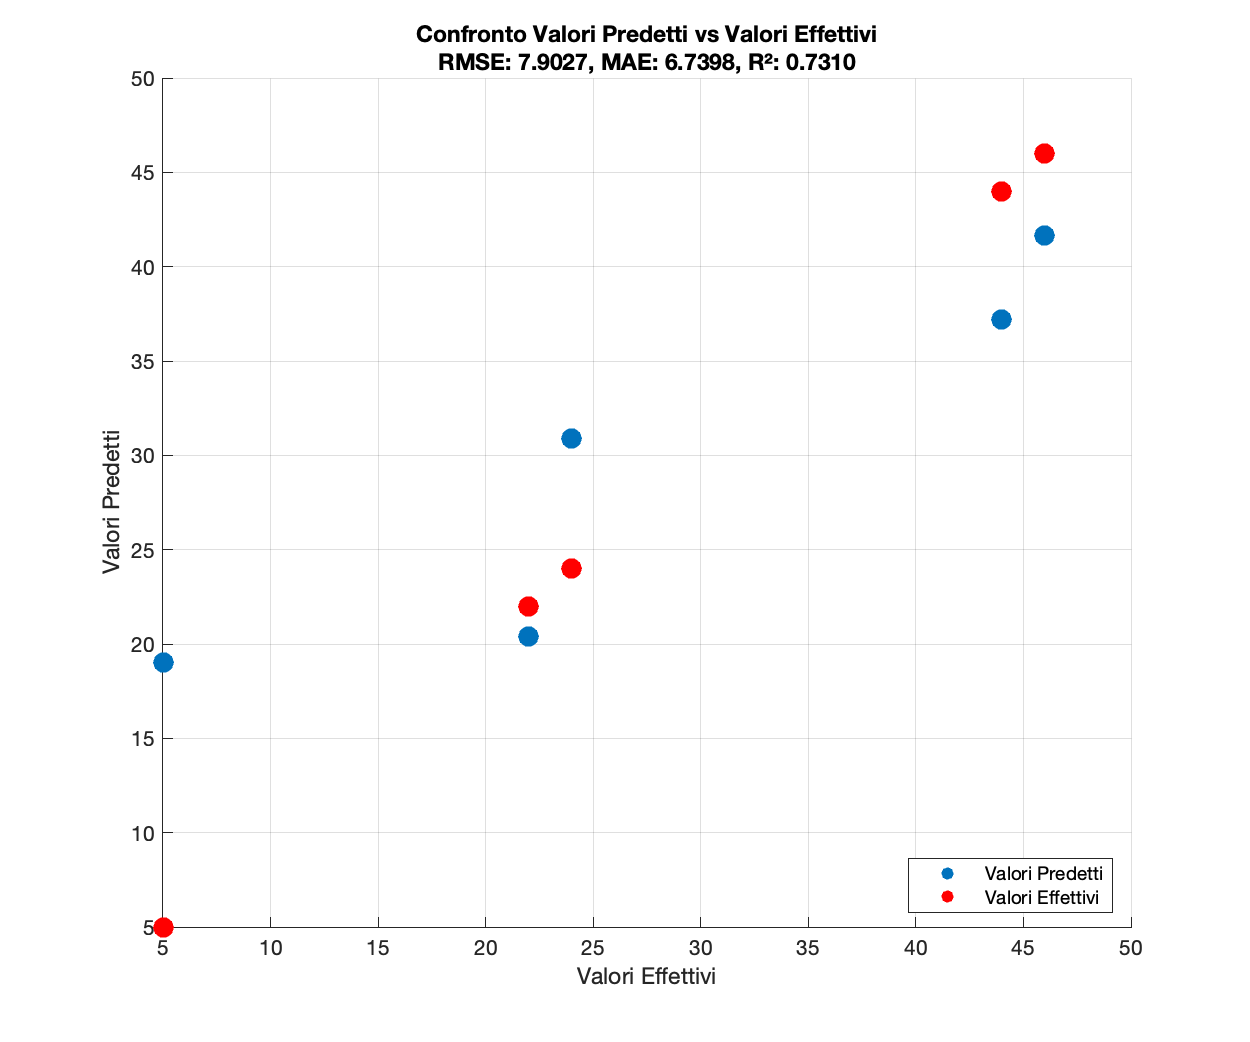 Confronto Valori Predetti vs Valori Effettivi
RMSE: 7.9027, MAE: 6.7398, R²: 0.7310
50
45
40
35
30
25
20
15
10
5
Valori Predetti
5 10 15 20 25 30 35 40 45 50
Valori Effettivi
Valori Predetti
Valori Effettivi